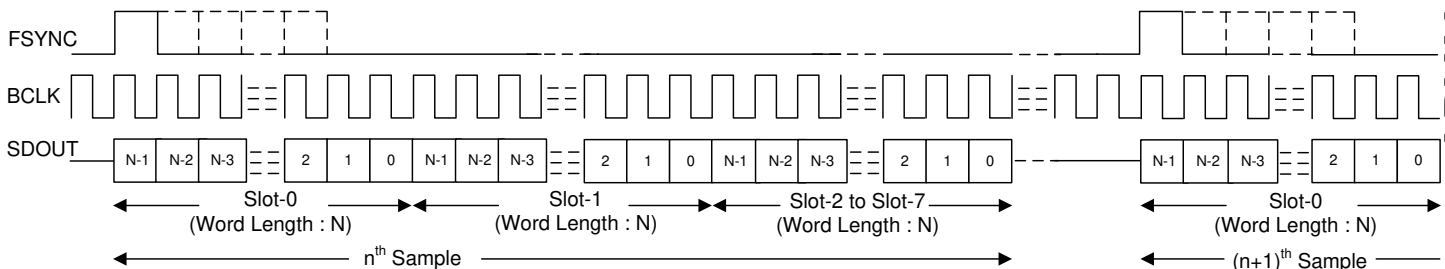 FSYNC
BCLK
SDOUT
N-1 N-2 N-3 2 1 0 N-1 N-2 N-3 2 1 0 N-1 N-2 N-3 2 1 0 N-1 N-2 N-3 2 1 0
Slot-0 Slot-1 Slot-2 to Slot-7 Slot-0
(Word Length : N) (Word Length : N) (Word Length : N) (Word Length : N)
nth Sample (n+1)th Sample